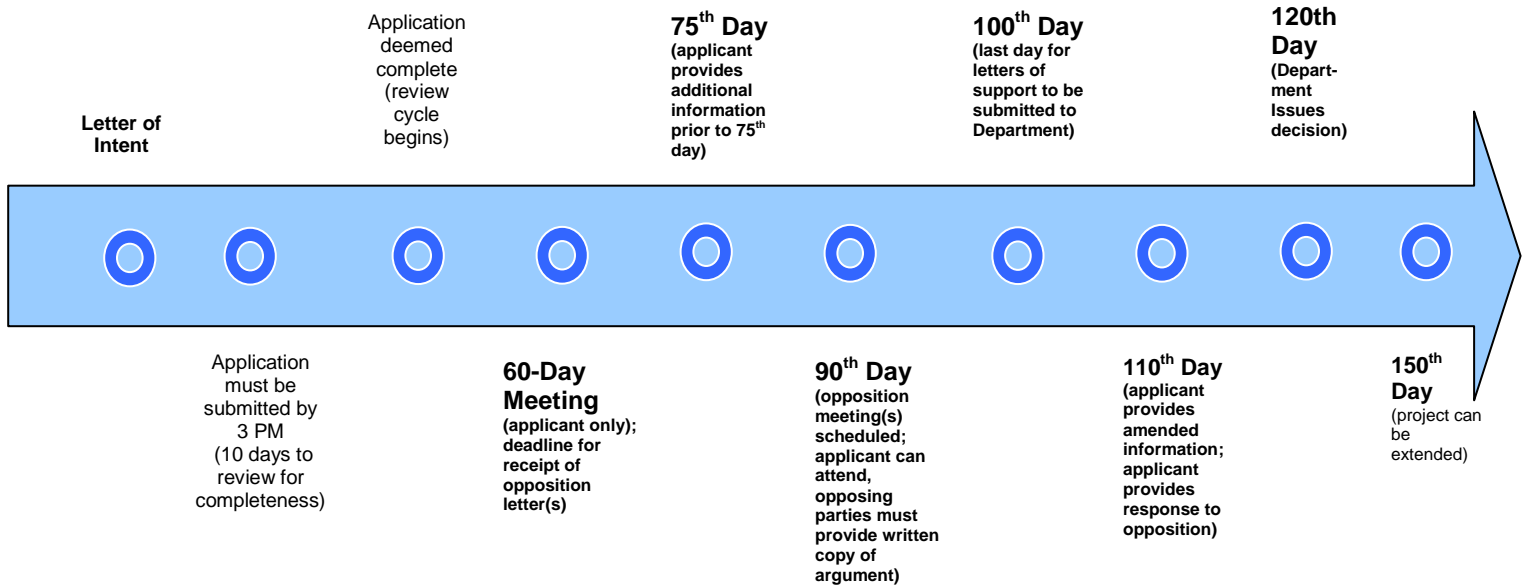 Letter of
Intent
Application
must be
submitted by
3 PM
(10 days to
review for
completeness)
Application
deemed
complete
(review
cycle
begins)
60-Day
Meeting
(applicant only);
deadline for
receipt of
opposition
letter(s)
75th Day
(applicant
provides
additional
information
prior to 75th
day)
90th Day
(opposition
meeting(s)
scheduled;
applicant can
attend,
opposing
parties must
provide written
copy of
argument)
100th Day
(last day for
letters of
support to be
submitted to
Department)
110th Day
(applicant
provides
amended
information;
applicant
provides
response to
opposition)
120th
Day
(Depart-
ment
Issues
decision)
150th
Day
(project can
be
extended)